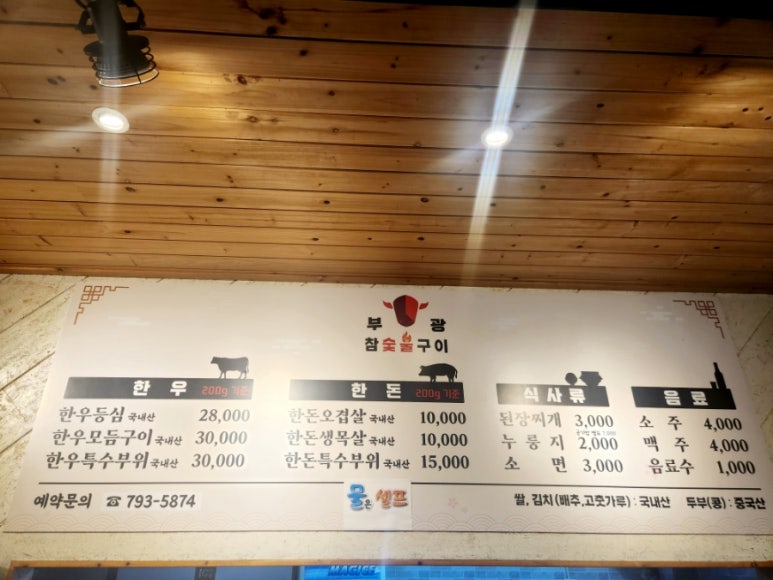 부광
참숯불구이
한우 200g 기준
한우등심 국내산 28,000
한우모듬구이 국내산 30,000
한우특수부위 국내산 30,000
한돈 200g 기준
한돈오겹살 국내산 10,000
한돈생목살 국내산 10,000
한돈특수부위 국내산 15,000
식사류
된장찌개 3,000
누룽지 2,000
소면 3,000
음료
소주 4,000
맥주 4,000
음료수 1,000
예약문의 ☎ 793-5874
물은 셀프
쌀, 김치(배추,고춧가루) : 국내산 두부(콩) : 중국산